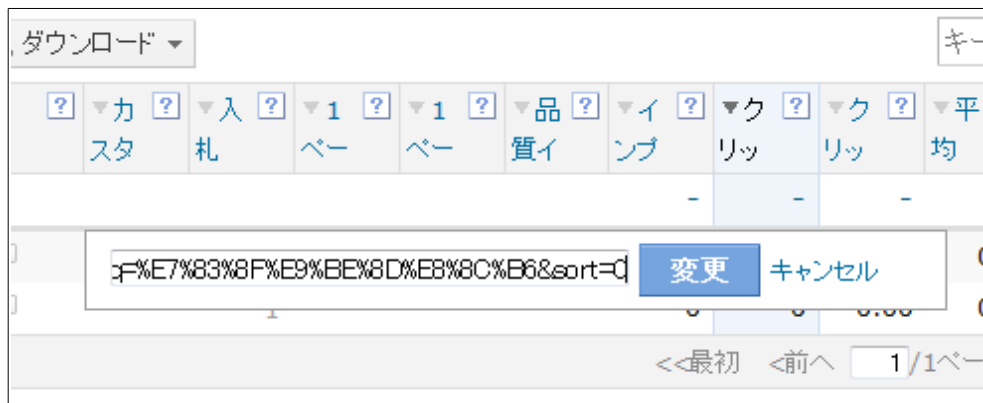 ダウンロード
キー
? カ ? 入 ? 1 ? 1 ? 品 ? イ ? ク ? ク ? 平
スタ 札 ペー ペー 質イ ンプ リッ リッ 均
- - -
=%E7%83%8F%E9%BE%8D%E8%8C%B6&sort=0 変更 キャンセル
<<最初 <前へ 1/1ペー